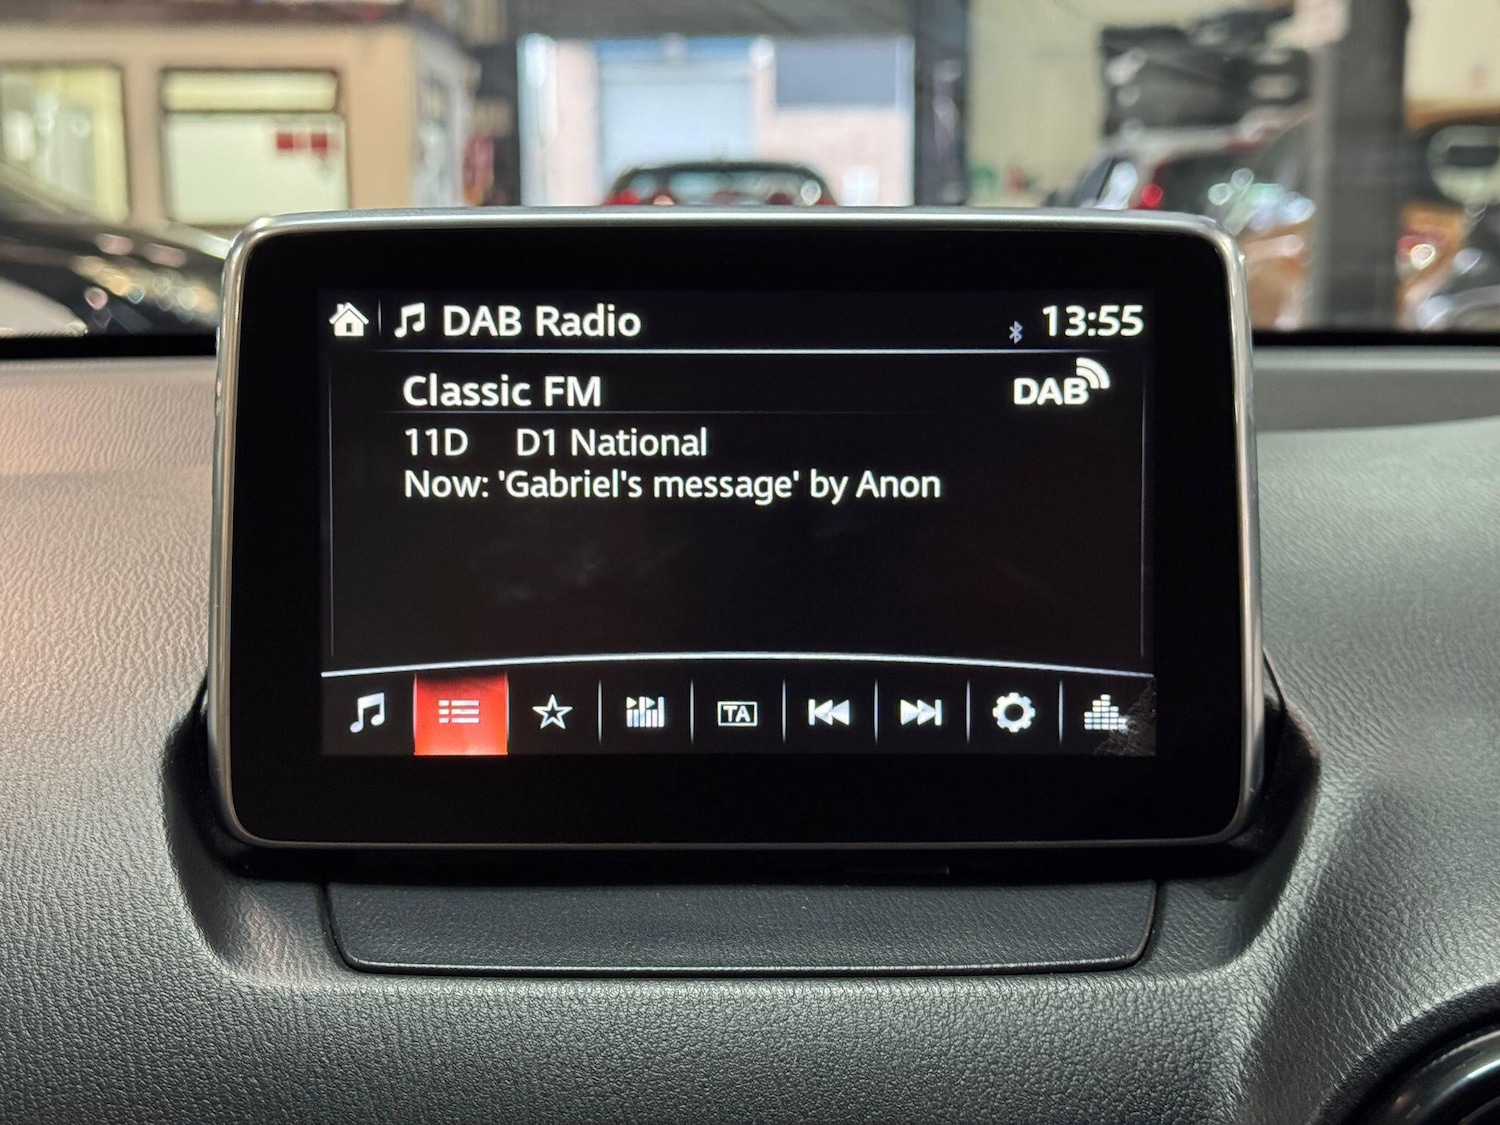 DAB Radio 13:55
Classic FM DAB
11D D1 National
Now: 'Gabriel's message' by Anon
TA